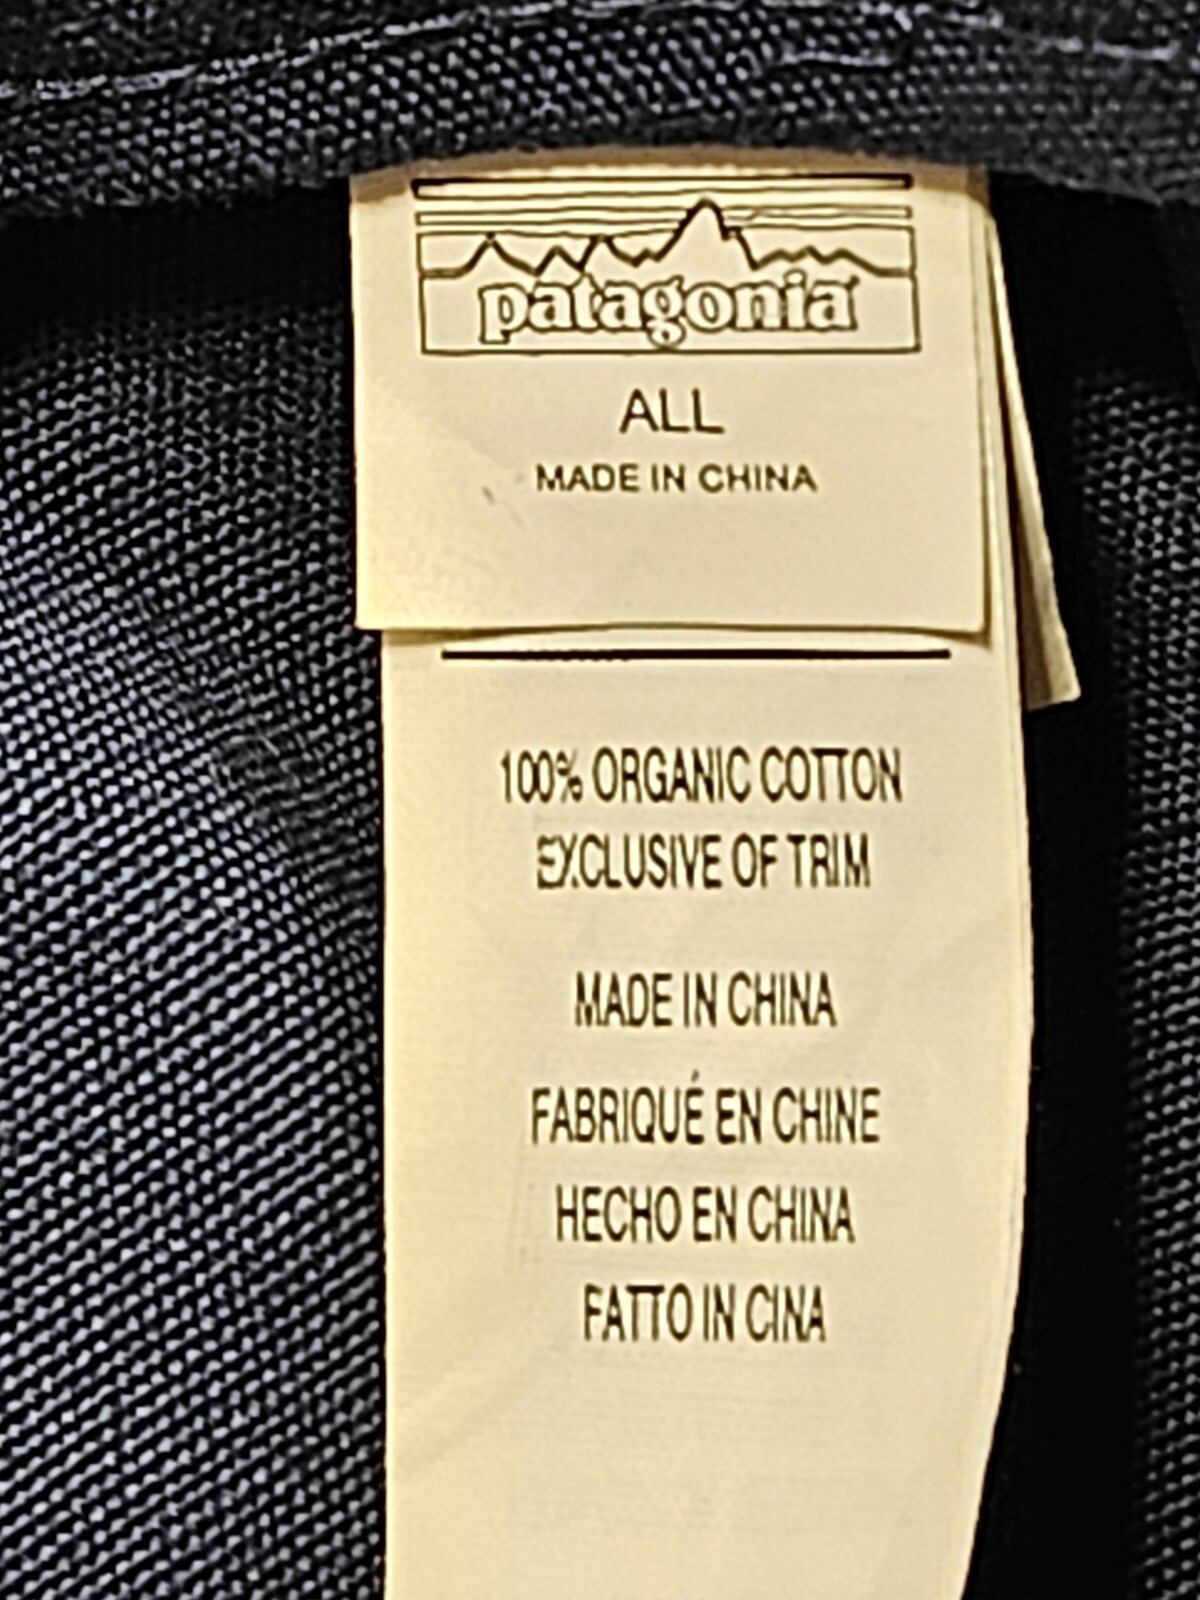 patagonia
ALL
MADE IN CHINA
100% ORGANIC COTTON
EXCLUSIVE OF TRIM
MADE IN CHINA
FABRIQUÉ EN CHINE
HECHO EN CHINA
FATTO IN CINA